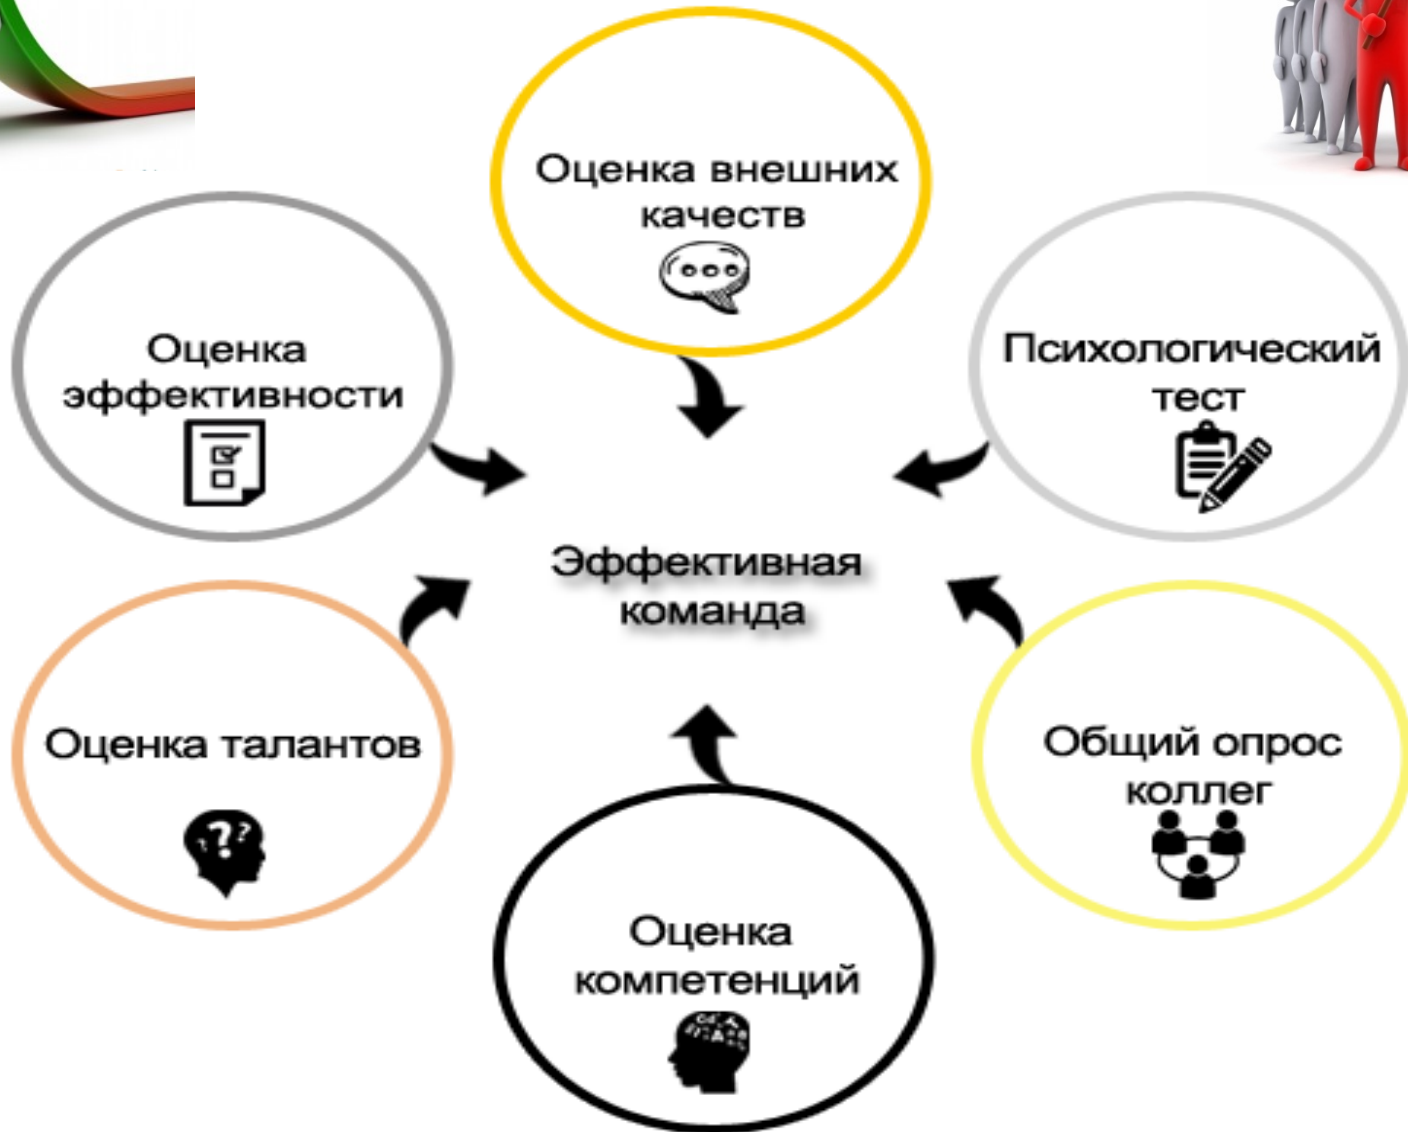 Оценка внешних
качеств
Оценка
эффективности
Психологический
тест
Эффективная
команда
Оценка талантов
Общий опрос
коллег
Оценка
компетенций